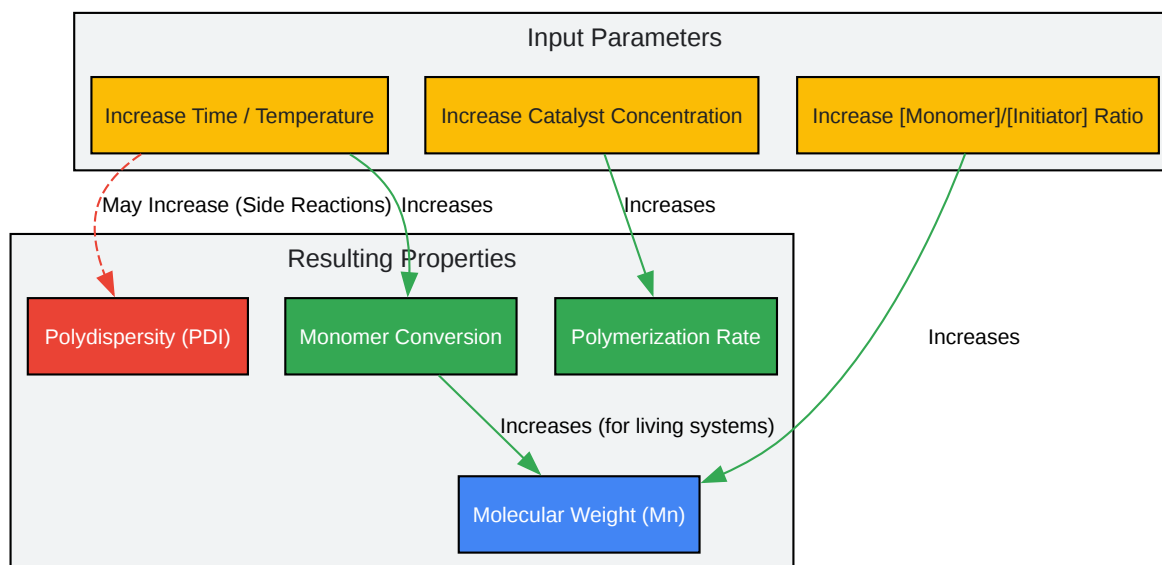 Input Parameters
Increase Time / Temperature
Increase Catalyst Concentration
Increase [Monomer]/[Initiator] Ratio
May Increase (Side Reactions)
Increases
Increases
Resulting Properties
Polydispersity (PDI)
Monomer Conversion
Polymerization Rate
Increases
Increases (for living systems)
Molecular Weight (Mn)